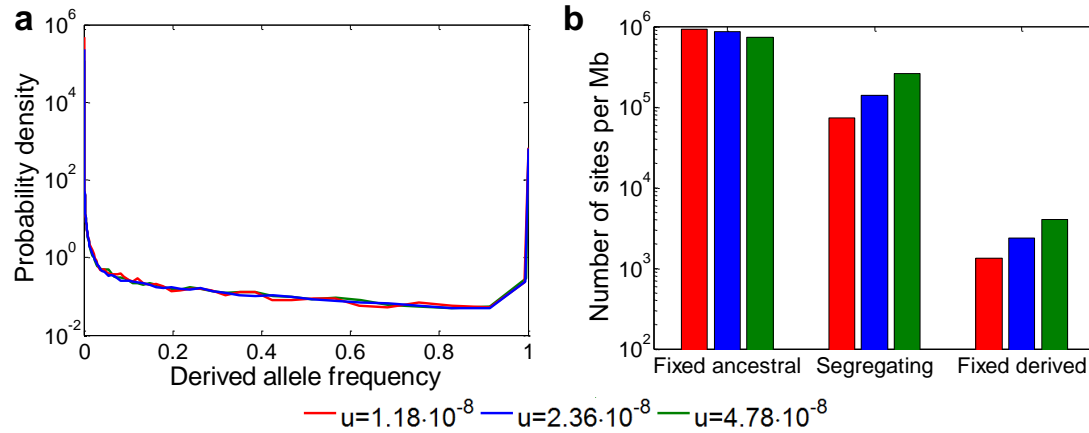 a
10^6
10^4
10^2
10^0
10^-2
Probability density
0 0.2 0.4 0.6 0.8 1
Derived allele frequency
b
10^6
10^5
10^4
10^3
10^2
Number of sites per Mb
Fixed ancestral Segregating Fixed derived
u=1.18·10^-8 u=2.36·10^-8 u=4.78·10^-8